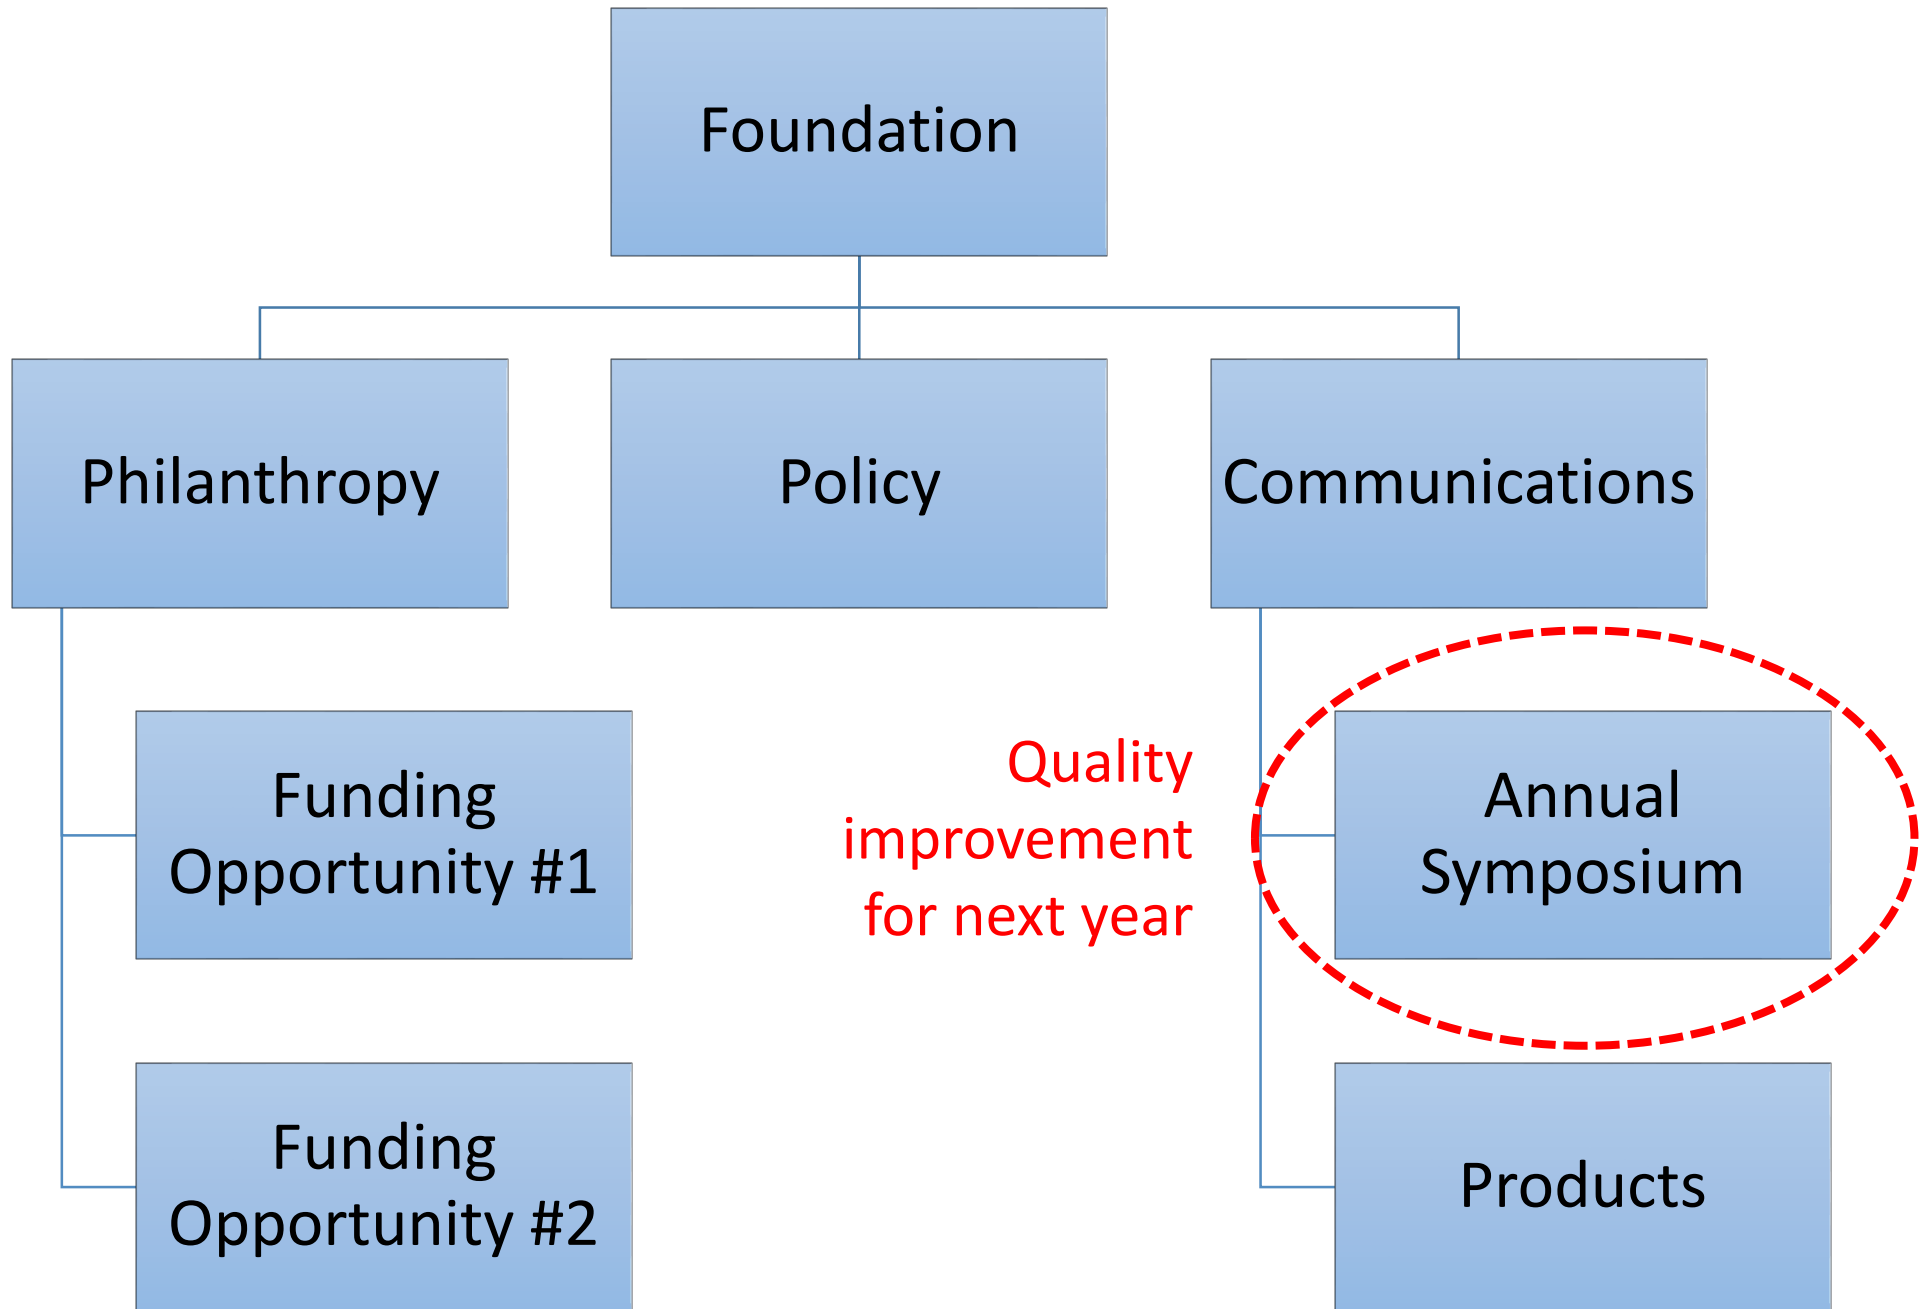 Foundation
Philanthropy
Policy
Communications
Funding
Opportunity #1
Quality
improvement
for next year
Annual
Symposium
Funding
Opportunity #2
Products